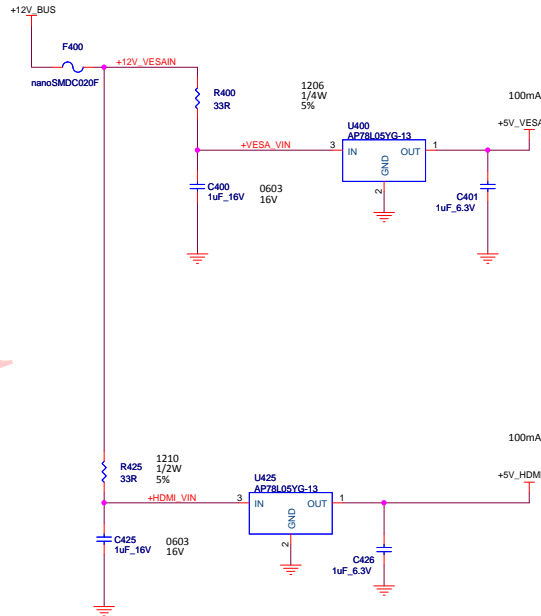 +12V_BUS
F400
nanoSMDC020F
+12V_VESAIN
R400
33R
1206
1/4W
5%
100mA
+5V_VESA
U400
AP78L05YG-13
+VESA_VIN
3
IN
OUT
1
GND
2
C400
1uF_16V
0603
16V
C401
1uF_6.3V
R425
33R
1210
1/2W
5%
100mA
+5V_HDMI
U425
AP78L05YG-13
+HDMI_VIN
3
IN
OUT
1
GND
2
C425
1uF_16V
0603
16V
C426
1uF_6.3V